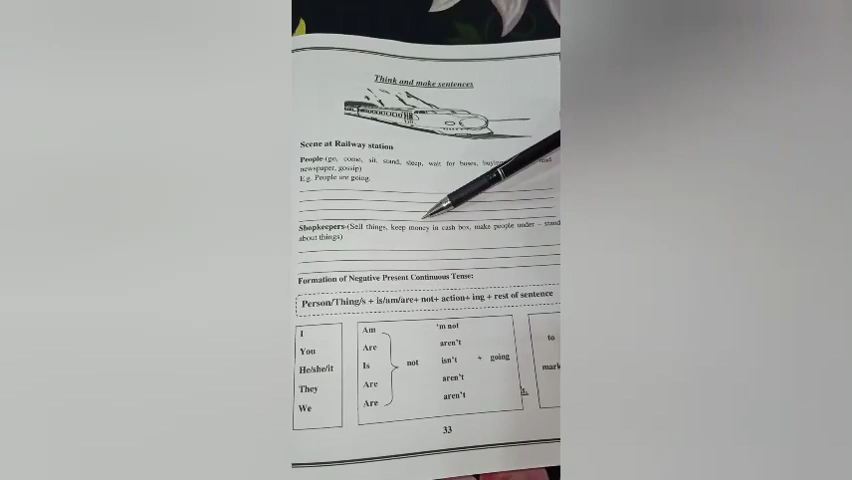 Think and make sentences
Scene at Railway station
People-(go, come, sit, stand, sleep, wait for buses, buying read
newspaper, gossip)
E.g. People are going.
Shopkeepers-(Sell things, keep money in cash box, make people under – stand
about things)
Formation of Negative Present Continuous Tense:
Person/Thing/s + is/am/are+ not+ action+ ing + rest of sentence
I Am 'm not
You Are aren't to
He/she/it Is not isn't + going mark
They Are aren't
We Are aren't
33